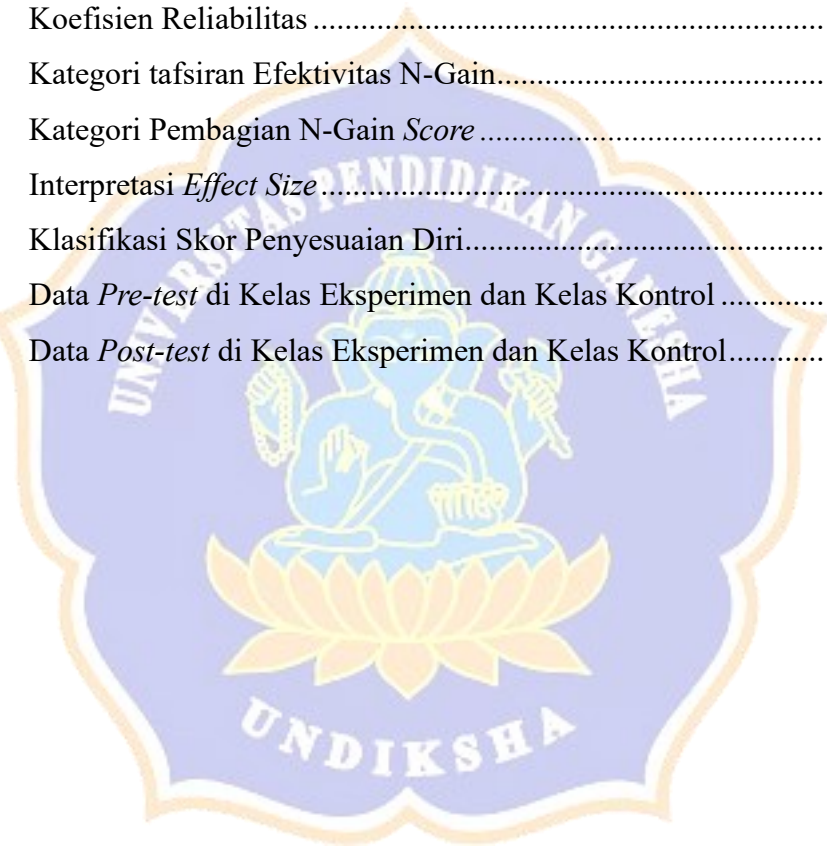 Koefisien Reliabilitas ....................................................................
Kategori tafsiran Efektivitas N-Gain............................................
Kategori Pembagian N-Gain Score ..............................................
Interpretasi Effect Size...................................................................
Klasifikasi Skor Penyesuaian Diri................................................
Data Pre-test di Kelas Eksperimen dan Kelas Kontrol .............
Data Post-test di Kelas Eksperimen dan Kelas Kontrol............
UNIVERSITAS PENDIDIKAN GANESHA
UNDIKSHA